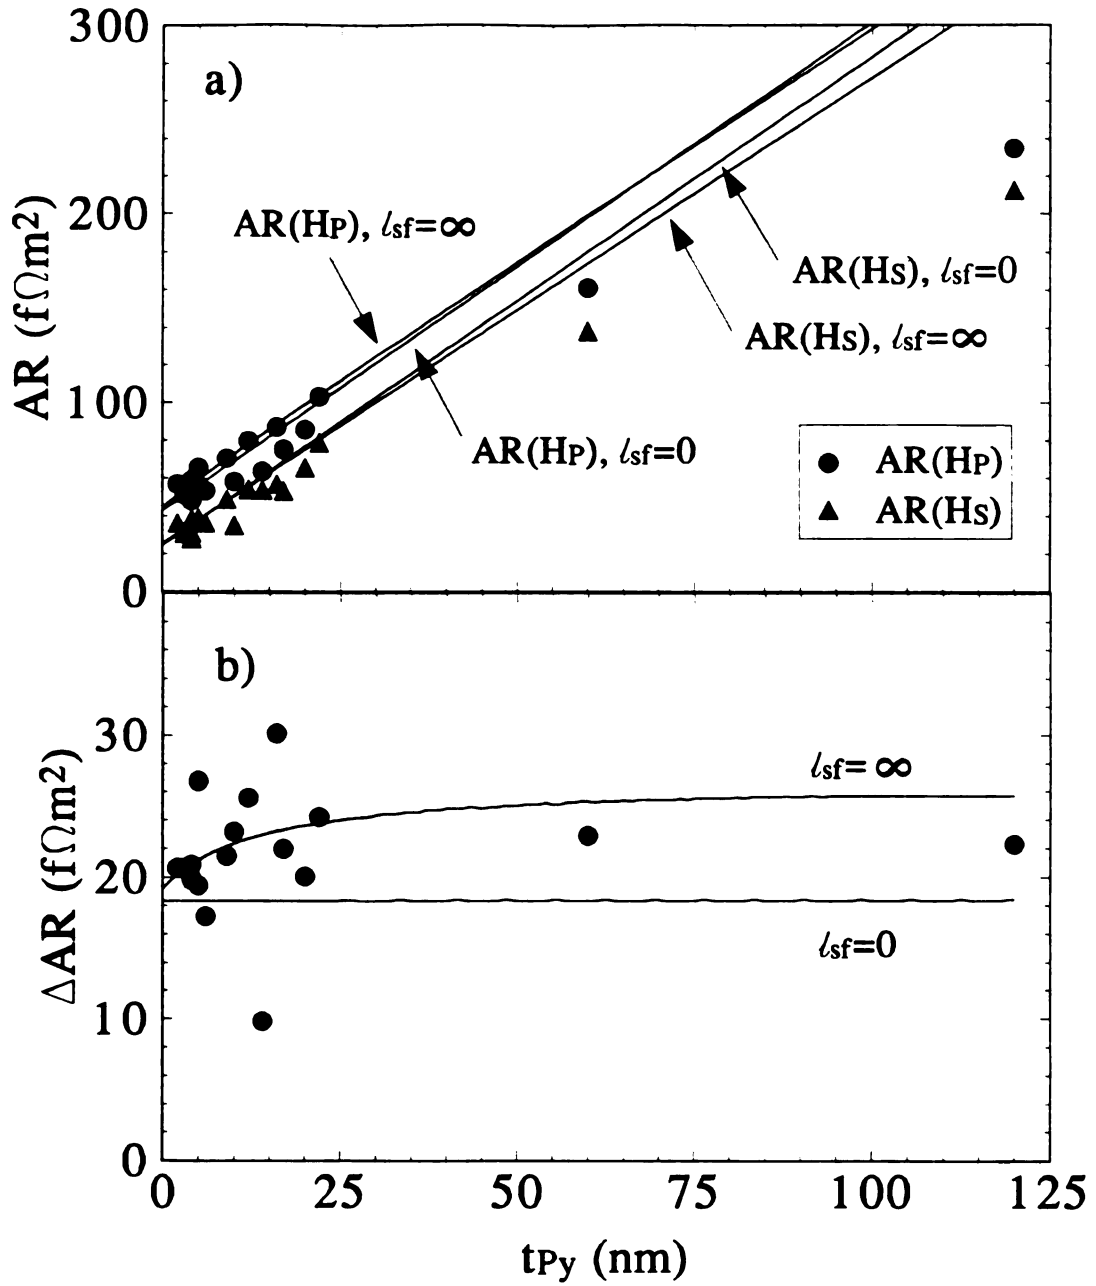 300
a)
AR(HP), ℓsf=∞
200
AR(HS), ℓsf=0
AR(HS), ℓsf=∞
AR (fΩm2)
100
AR(HP), ℓsf=0
AR(HP)
AR(HS)
0
b)
30
ℓsf=∞
20
ΔAR (fΩm2)
ℓsf=0
10
0
0 25 50 75 100 125
tPy (nm)